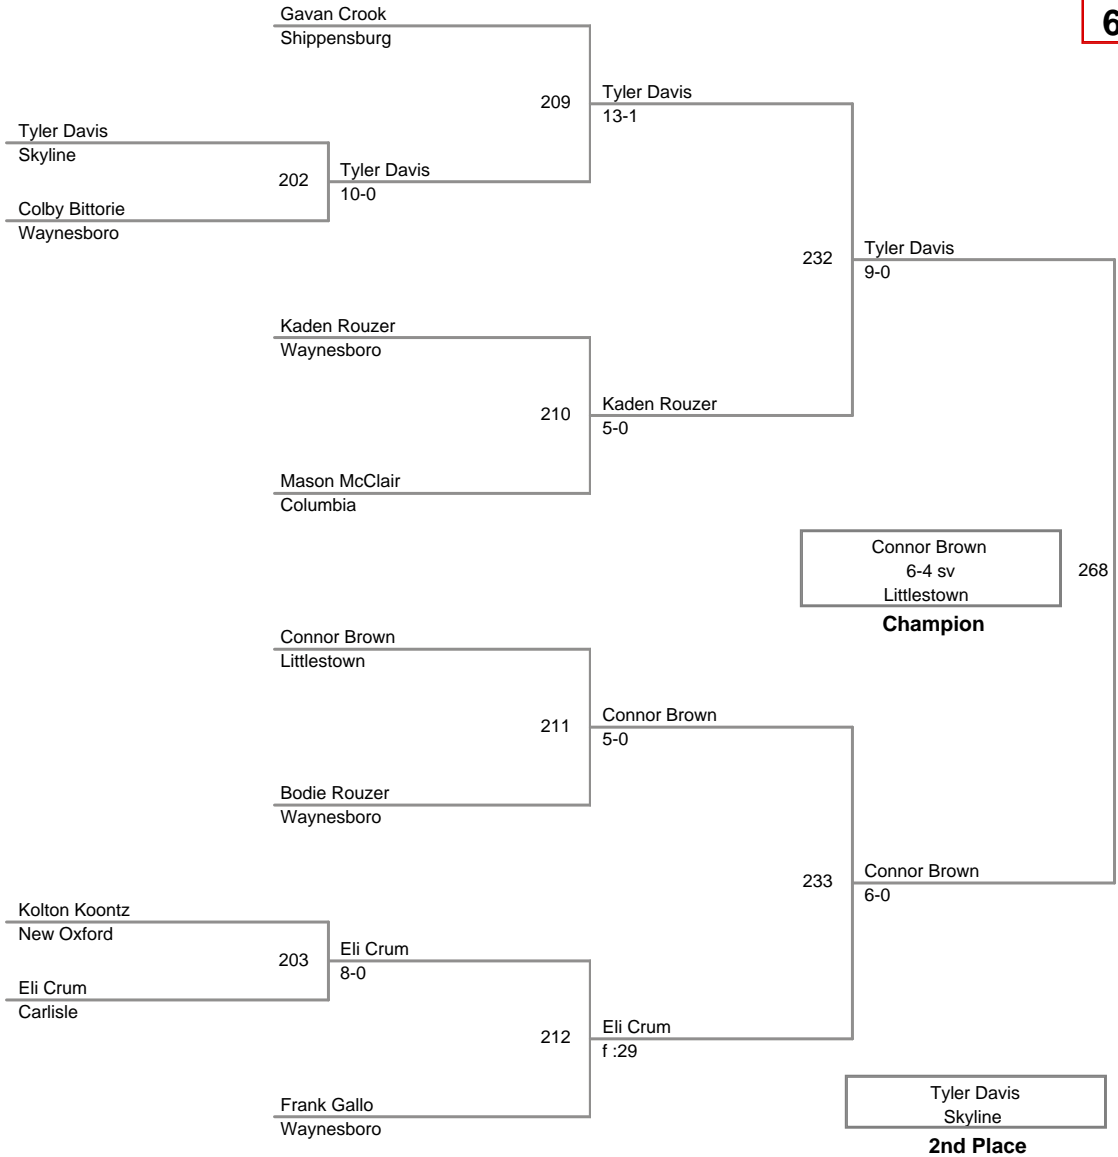 Gavan Crook
Shippensburg
6
209
Tyler Davis
13-1
Tyler Davis
Skyline
202
Tyler Davis
10-0
Colby Bittorie
Waynesboro
232
Tyler Davis
9-0
Kaden Rouzer
Waynesboro
210
Kaden Rouzer
5-0
Mason McClair
Columbia
Connor Brown
6-4 sv
Littlestown
268
Champion
Connor Brown
Littlestown
211
Connor Brown
5-0
Bodie Rouzer
Waynesboro
233
Connor Brown
6-0
Kolton Koontz
New Oxford
203
Eli Crum
8-0
Eli Crum
Carlisle
212
Eli Crum
f :29
Frank Gallo
Waynesboro
Tyler Davis
Skyline
2nd Place